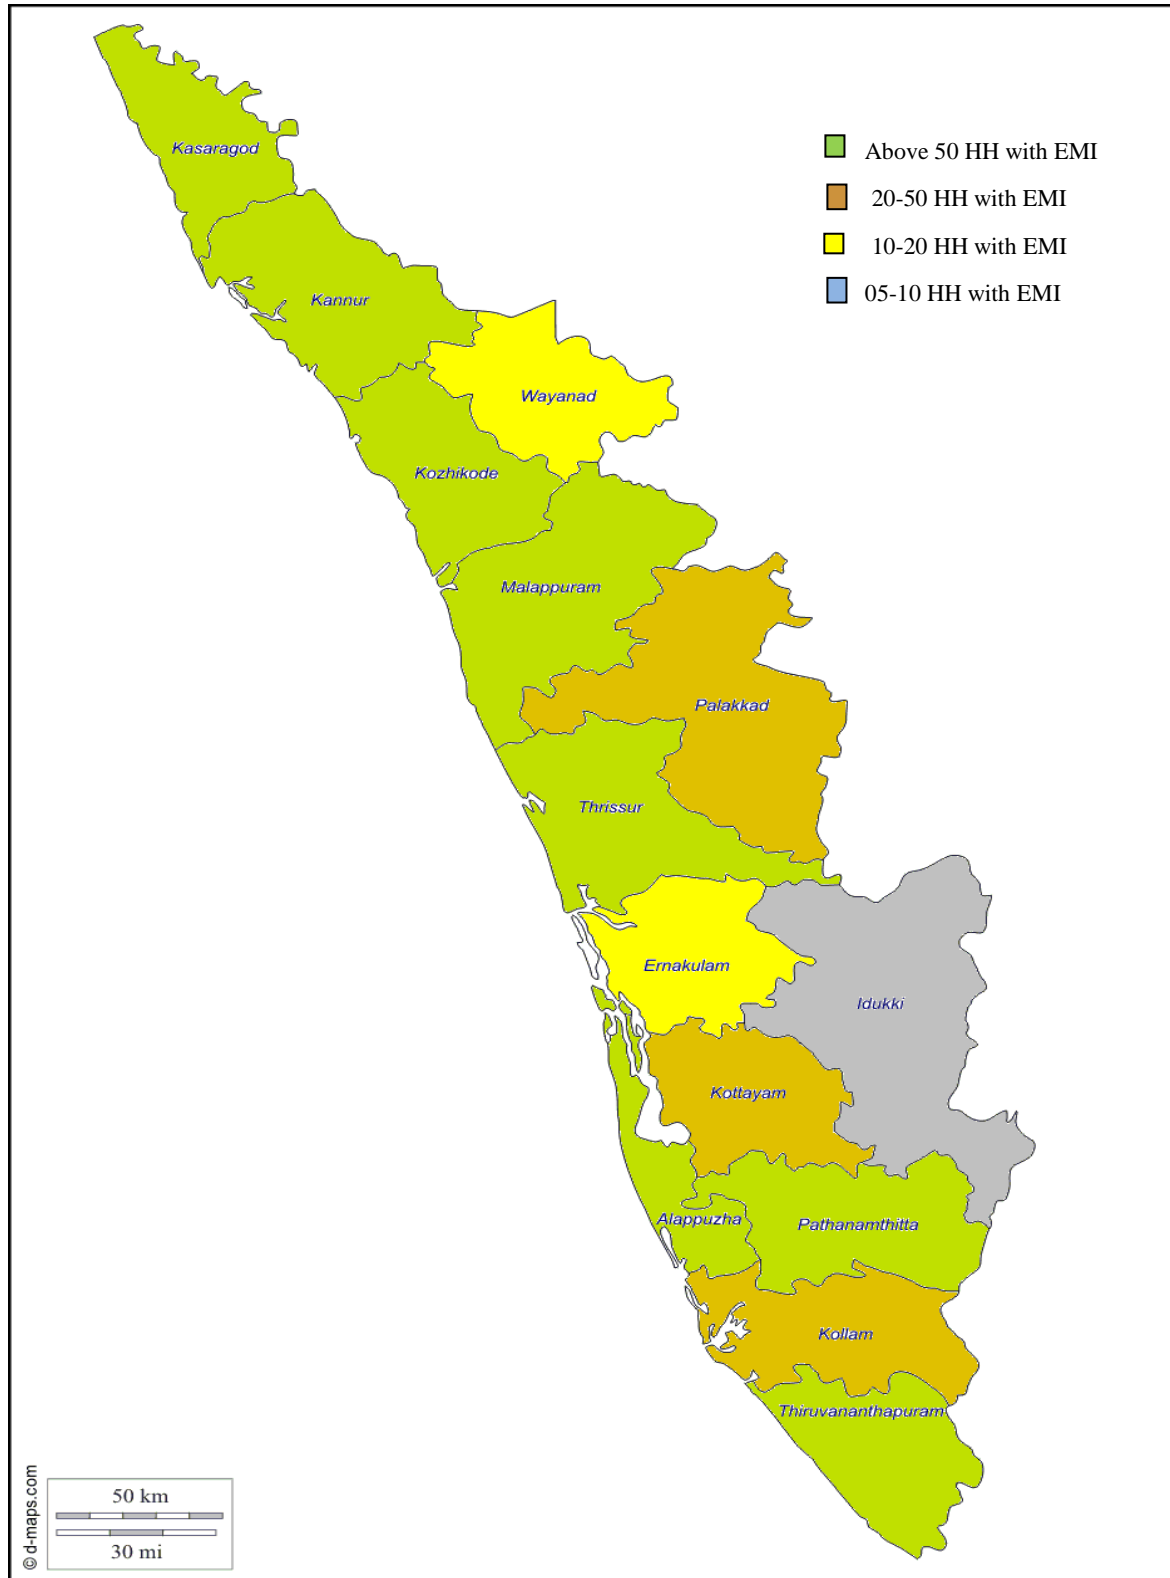 Kasaragod
Above 50 HH with EMI
20-50 HH with EMI
10-20 HH with EMI
05-10 HH with EMI
Kannur
Wayanad
Kozhikode
Malappuram
Palakkad
Thrissur
Ernakulam
Idukki
Kottayam
Alappuzha
Pathanamthitta
Kollam
Thiruvananthapuram
50 km
30 mi
© d-maps.com